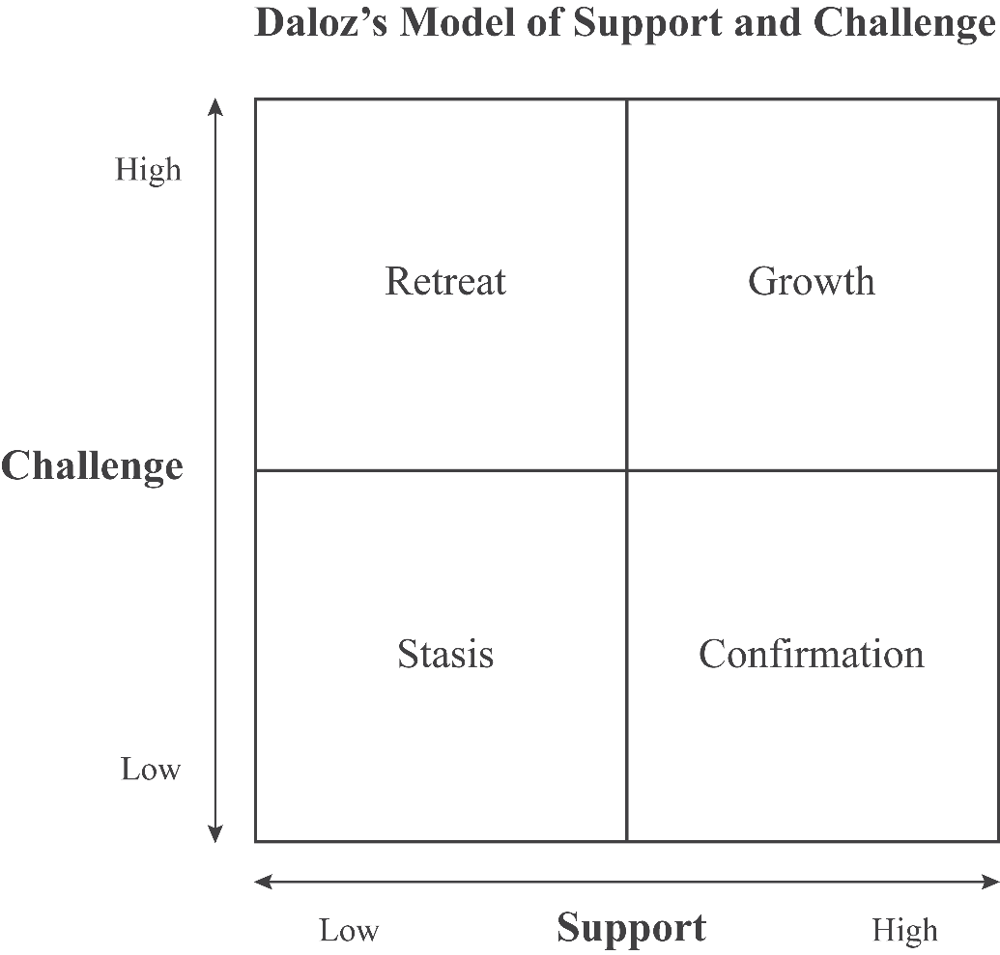 Daloz’s Model of Support and Challenge
High
Retreat
Growth
Challenge
Stasis
Confirmation
Low
Low
Support
High